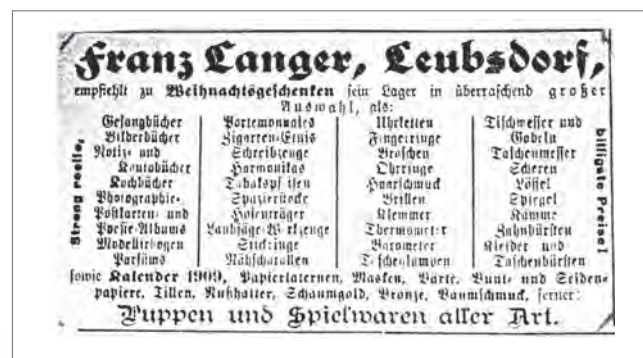 Franz Langer, Leubsdorf,
empfiehlt zu Weihnachtsgeschenken sein Lager in überraschend großer
Auswahl, als:
Streng reelle,
Gesangbücher
Bilderbücher
Notiz- und
Kontobücher
Kochbücher
Photographie-
Postkarten- und
Poesie-Albums
Modellirbogen
Parfüms
Portemonnaies
Zigarren-Etuis
Schreibzeuge
Harmonikas
Tabakspfeifen
Spazierstöcke
Hosenträger
Laubsäge-Werkzeuge
Stickringe
Nähschatullen
Uhrketten
Fingerringe
Broschen
Ohrringe
Haarschmuck
Brillen
Klemmer
Thermometer
Barometer
Taschenlampen
Tischmesser und
Gabeln
Taschenmesser
Scheren
Löffel
Spiegel
Kämme
Zahnbürsten
Kleider und
Taschenbürsten
billigste Preise!
sowie Kalender 1909, Papierlaternen, Masken, Bärte, Bunt- und Seiden-
papiere, Tillen, Nußhalter, Schaumgold, Bronze, Baumschmuck, ferner:
Puppen und Spielwaren aller Art.